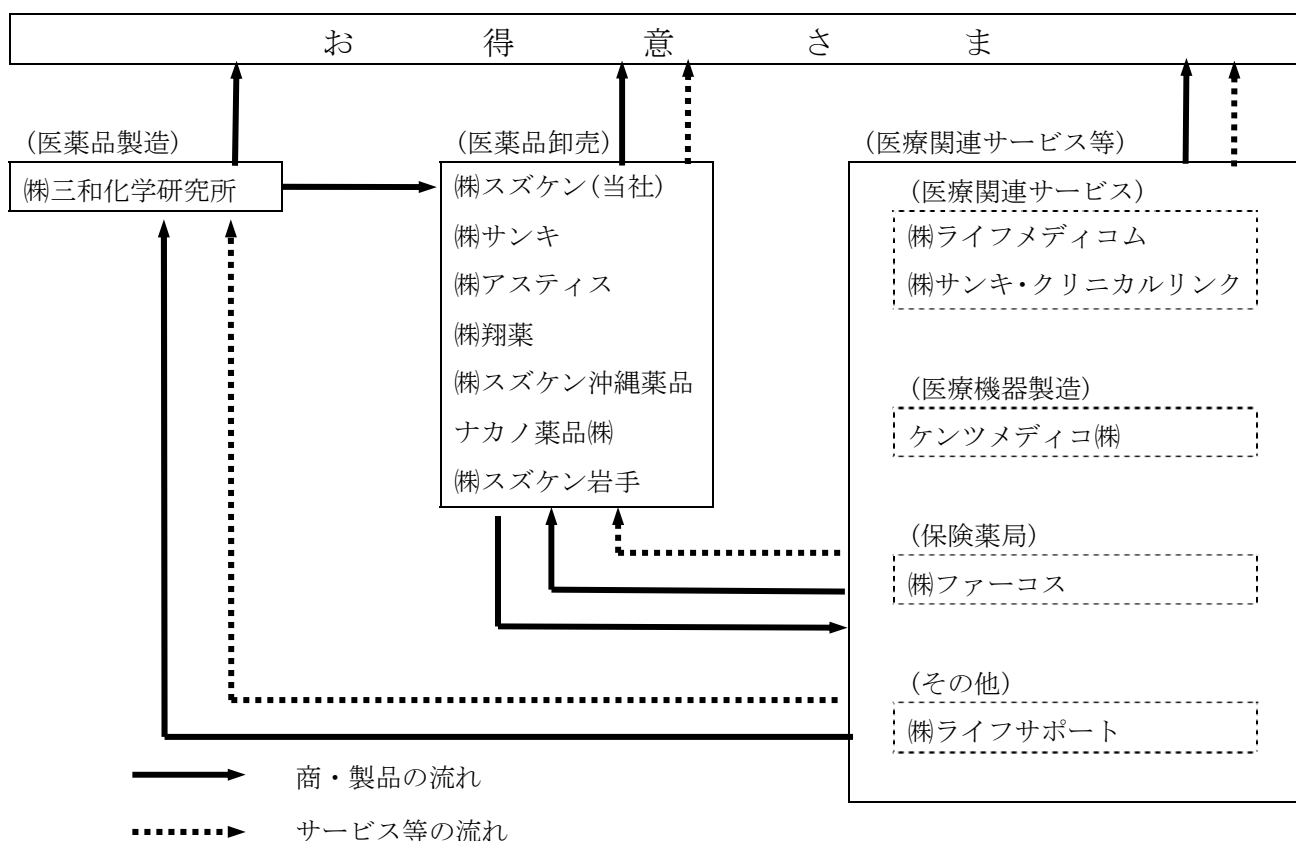 お得意さま
(医薬品製造)
㈱三和化学研究所
(医薬品卸売)
㈱スズケン(当社)
㈱サンキ
㈱アスティス
㈱翔薬
㈱スズケン沖縄薬品
ナカノ薬品㈱
㈱スズケン岩手
(医療関連サービス等)
(医療関連サービス)
㈱ライフメディコム
㈱サンキ・クリニカルリンク
(医療機器製造)
ケンツメディコ㈱
(保険薬局)
㈱ファーコス
(その他)
㈱ライフサポート
商・製品の流れ
サービス等の流れ